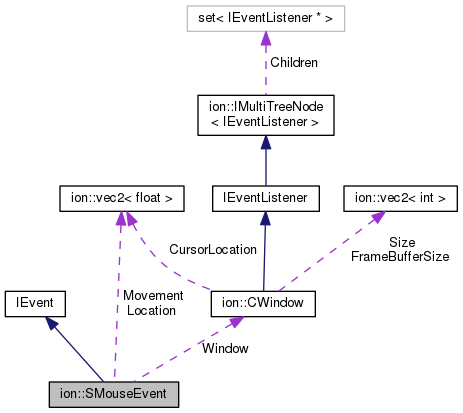 set< IEventListener * >
Children
ion::IMultiTreeNode
< IEventListener >
ion::vec2< float >
IEventListener
ion::vec2< int >
CursorLocation
Size
FrameBufferSize
IEvent
Movement
Location
ion::CWindow
Window
ion::SMouseEvent